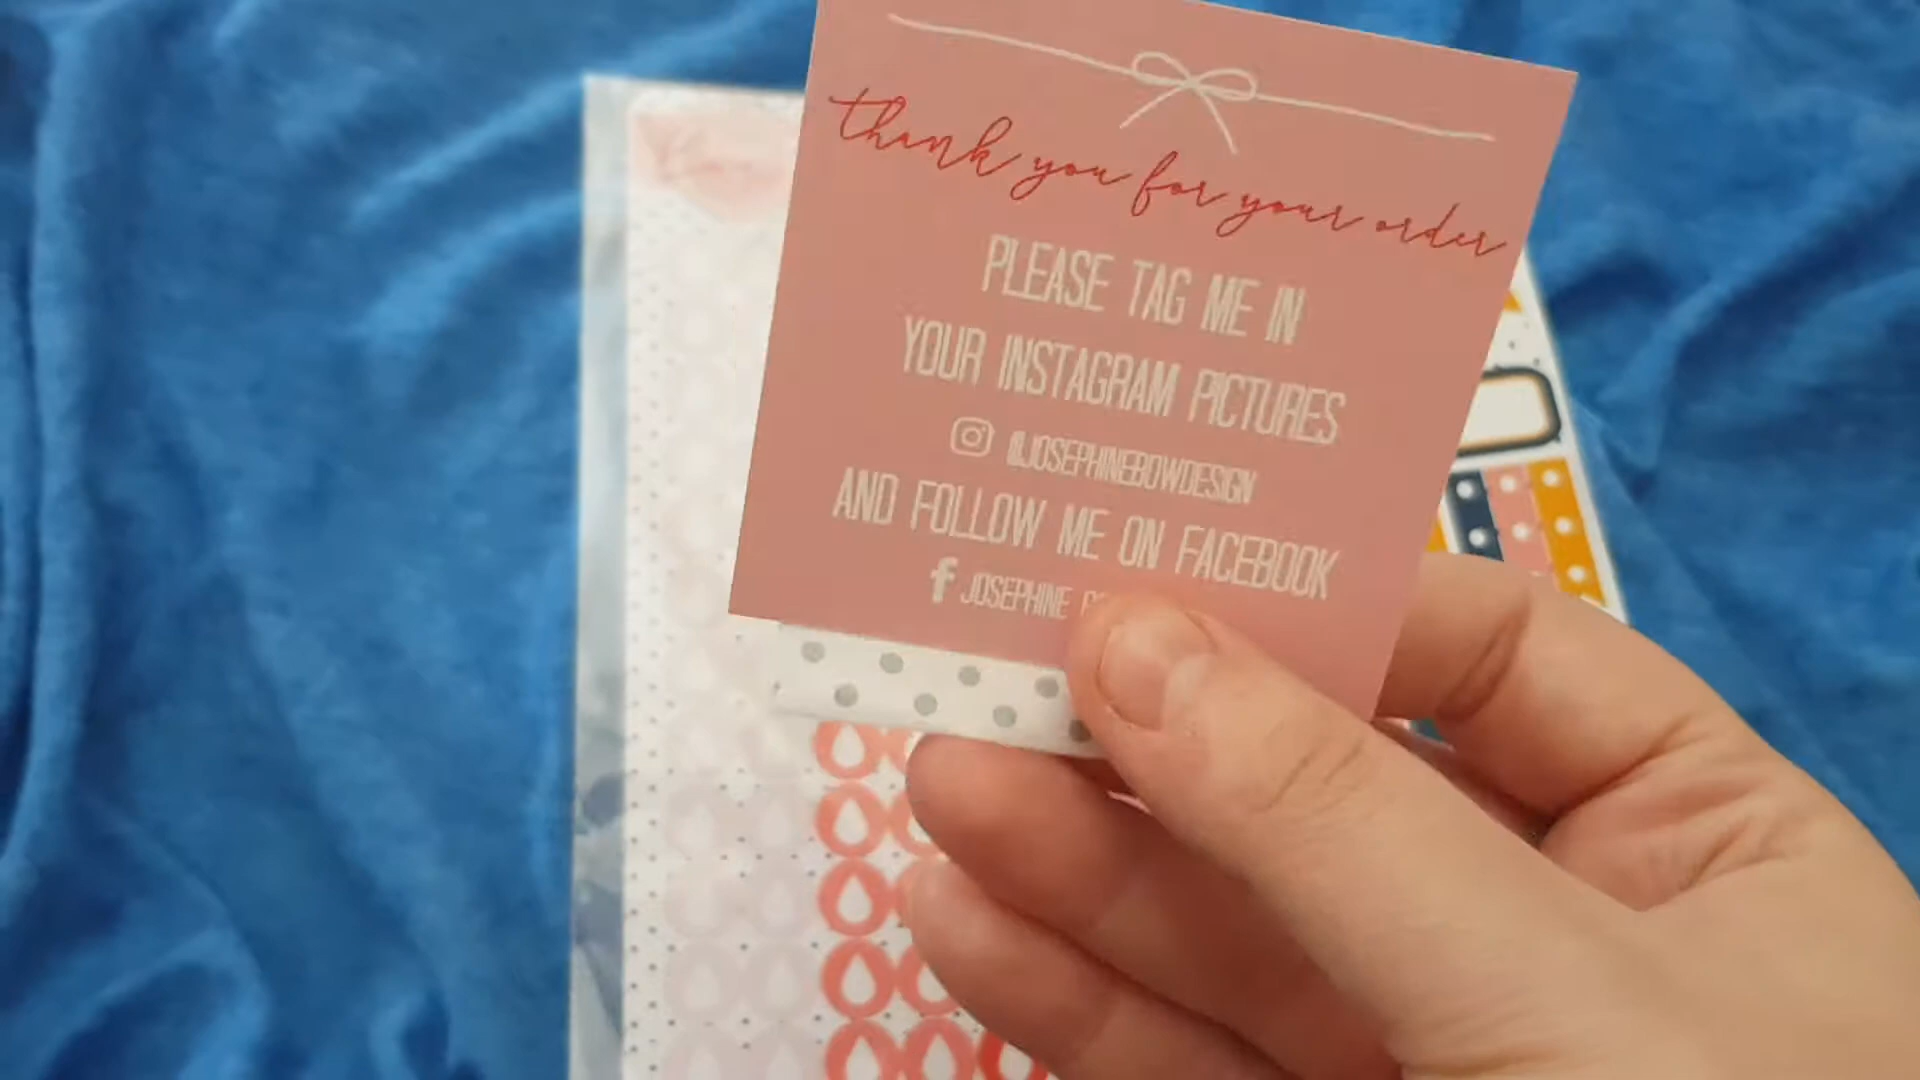 thank you for your order
PLEASE TAG ME IN
YOUR INSTAGRAM PICTURES
@JOSEPHINEBOWDESIGN
AND FOLLOW ME ON FACEBOOK
JOSEPHINE